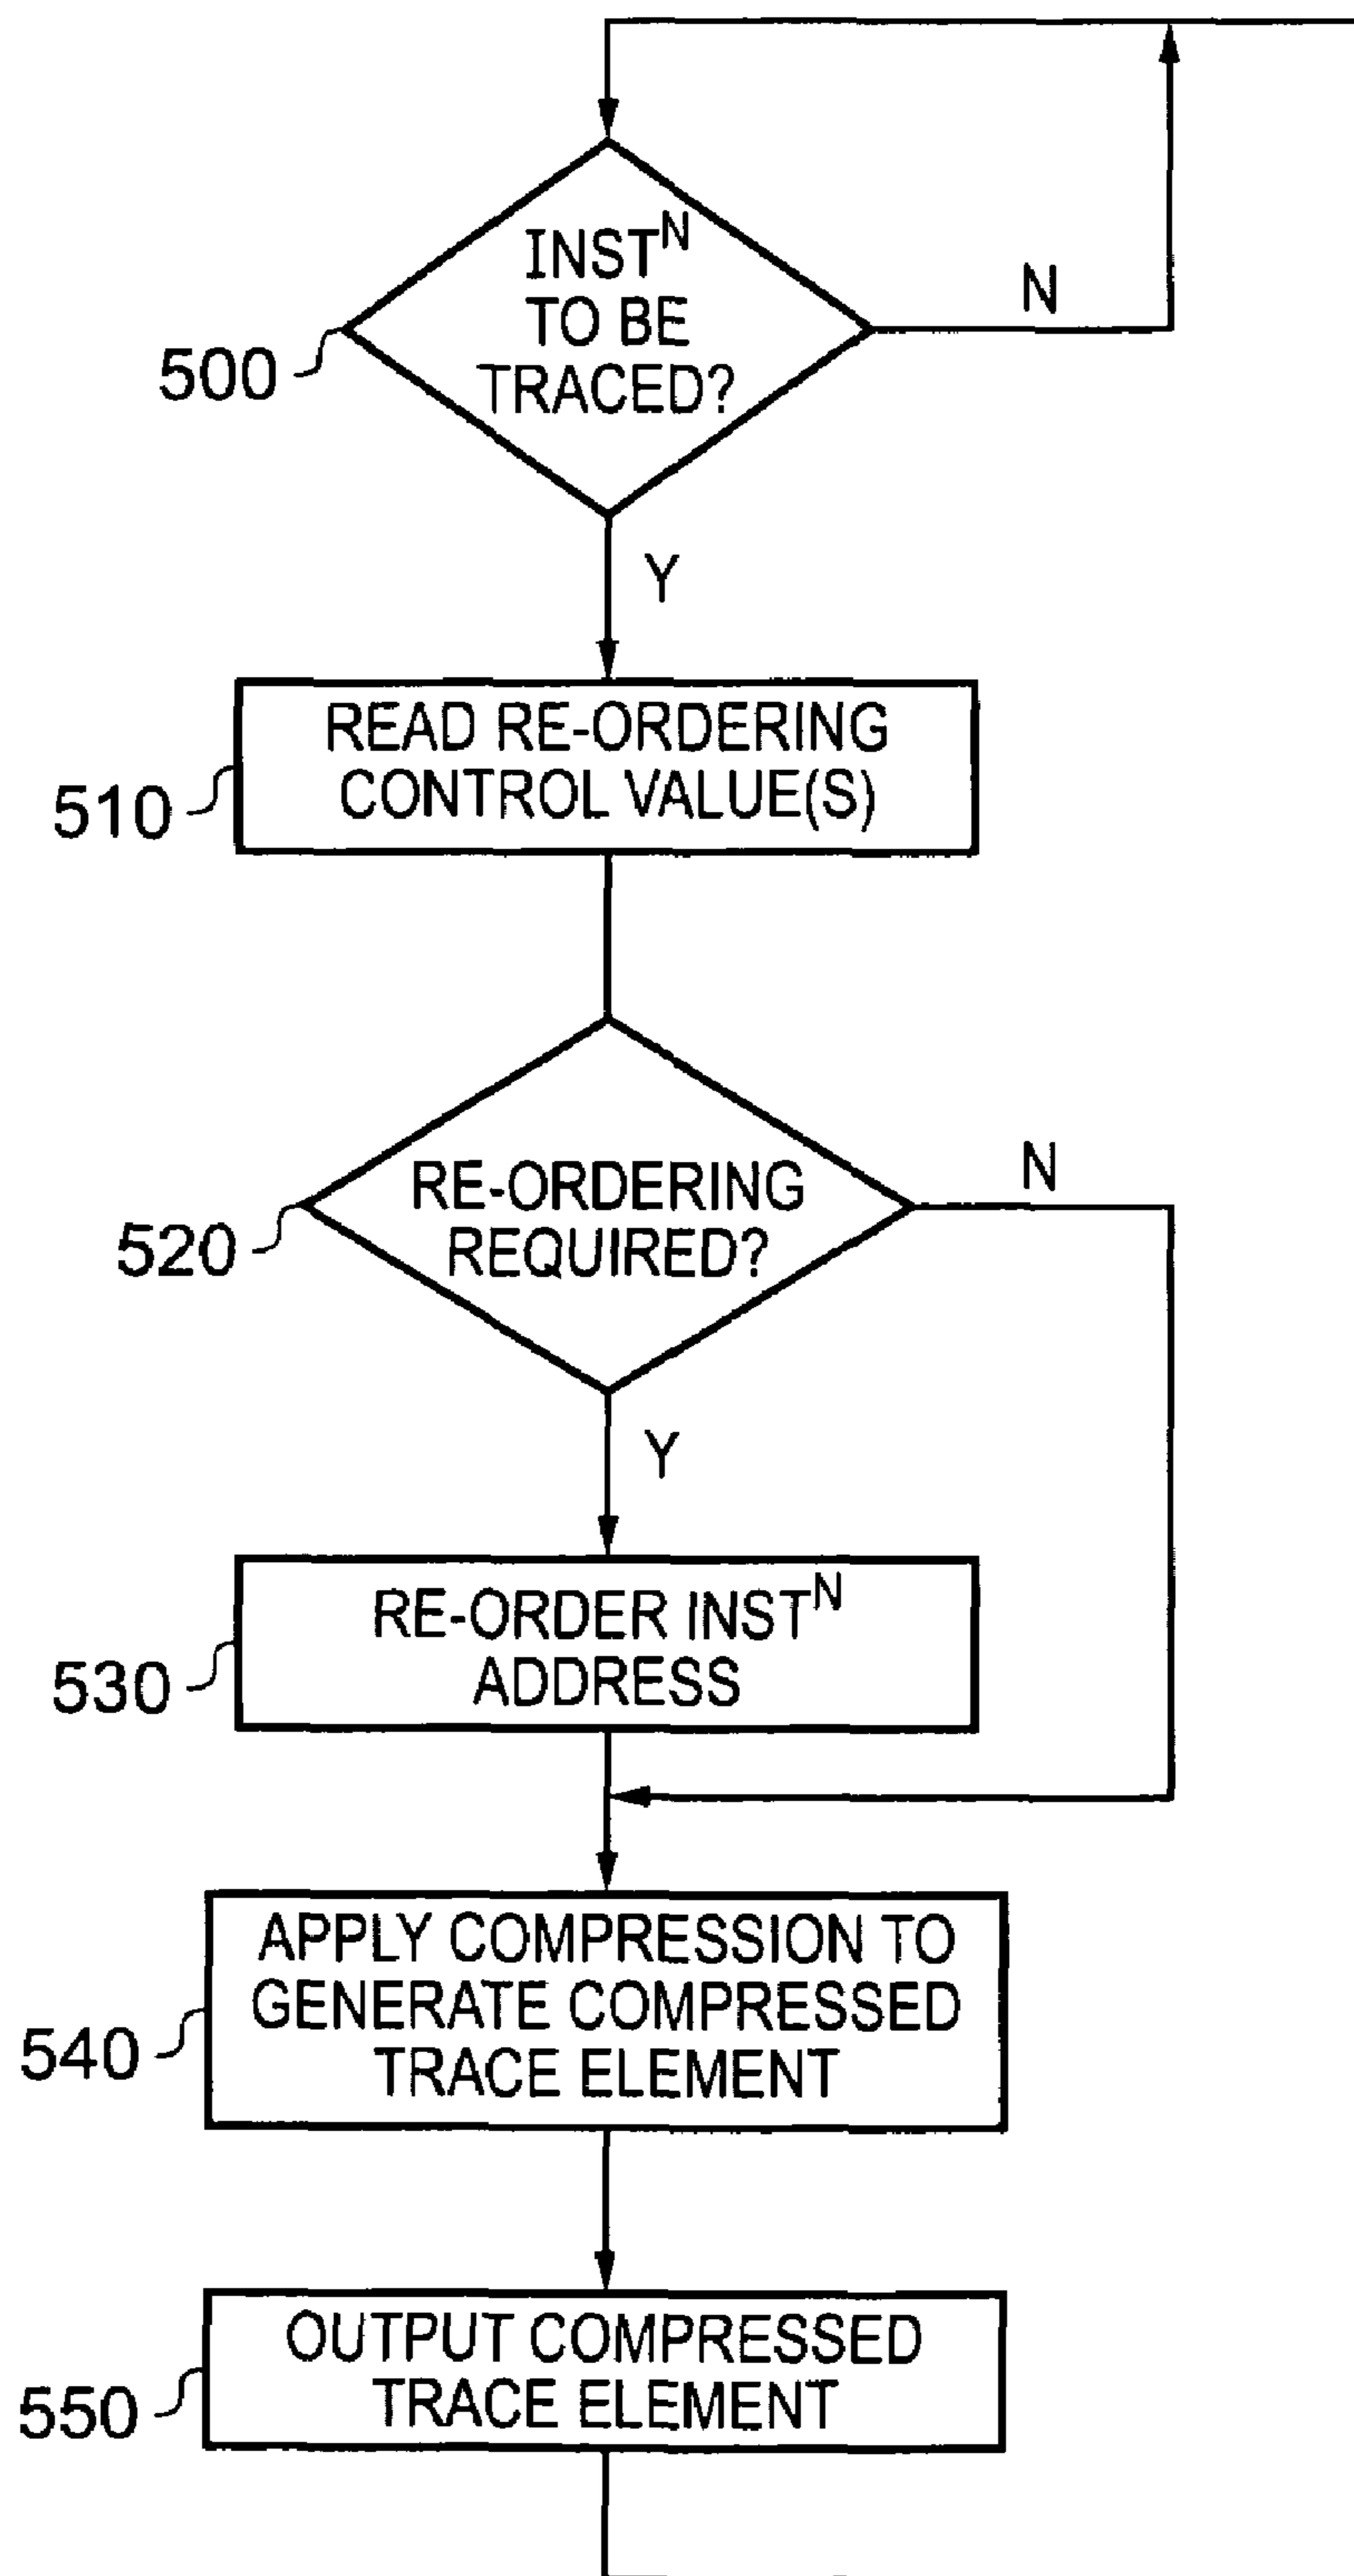 INST^N
TO BE
TRACED?
N
500
Y
READ RE-ORDERING
CONTROL VALUE(S)
510
N
RE-ORDERING
REQUIRED?
520
Y
RE-ORDER INST^N
ADDRESS
530
APPLY COMPRESSION TO
GENERATE COMPRESSED
TRACE ELEMENT
540
OUTPUT COMPRESSED
TRACE ELEMENT
550